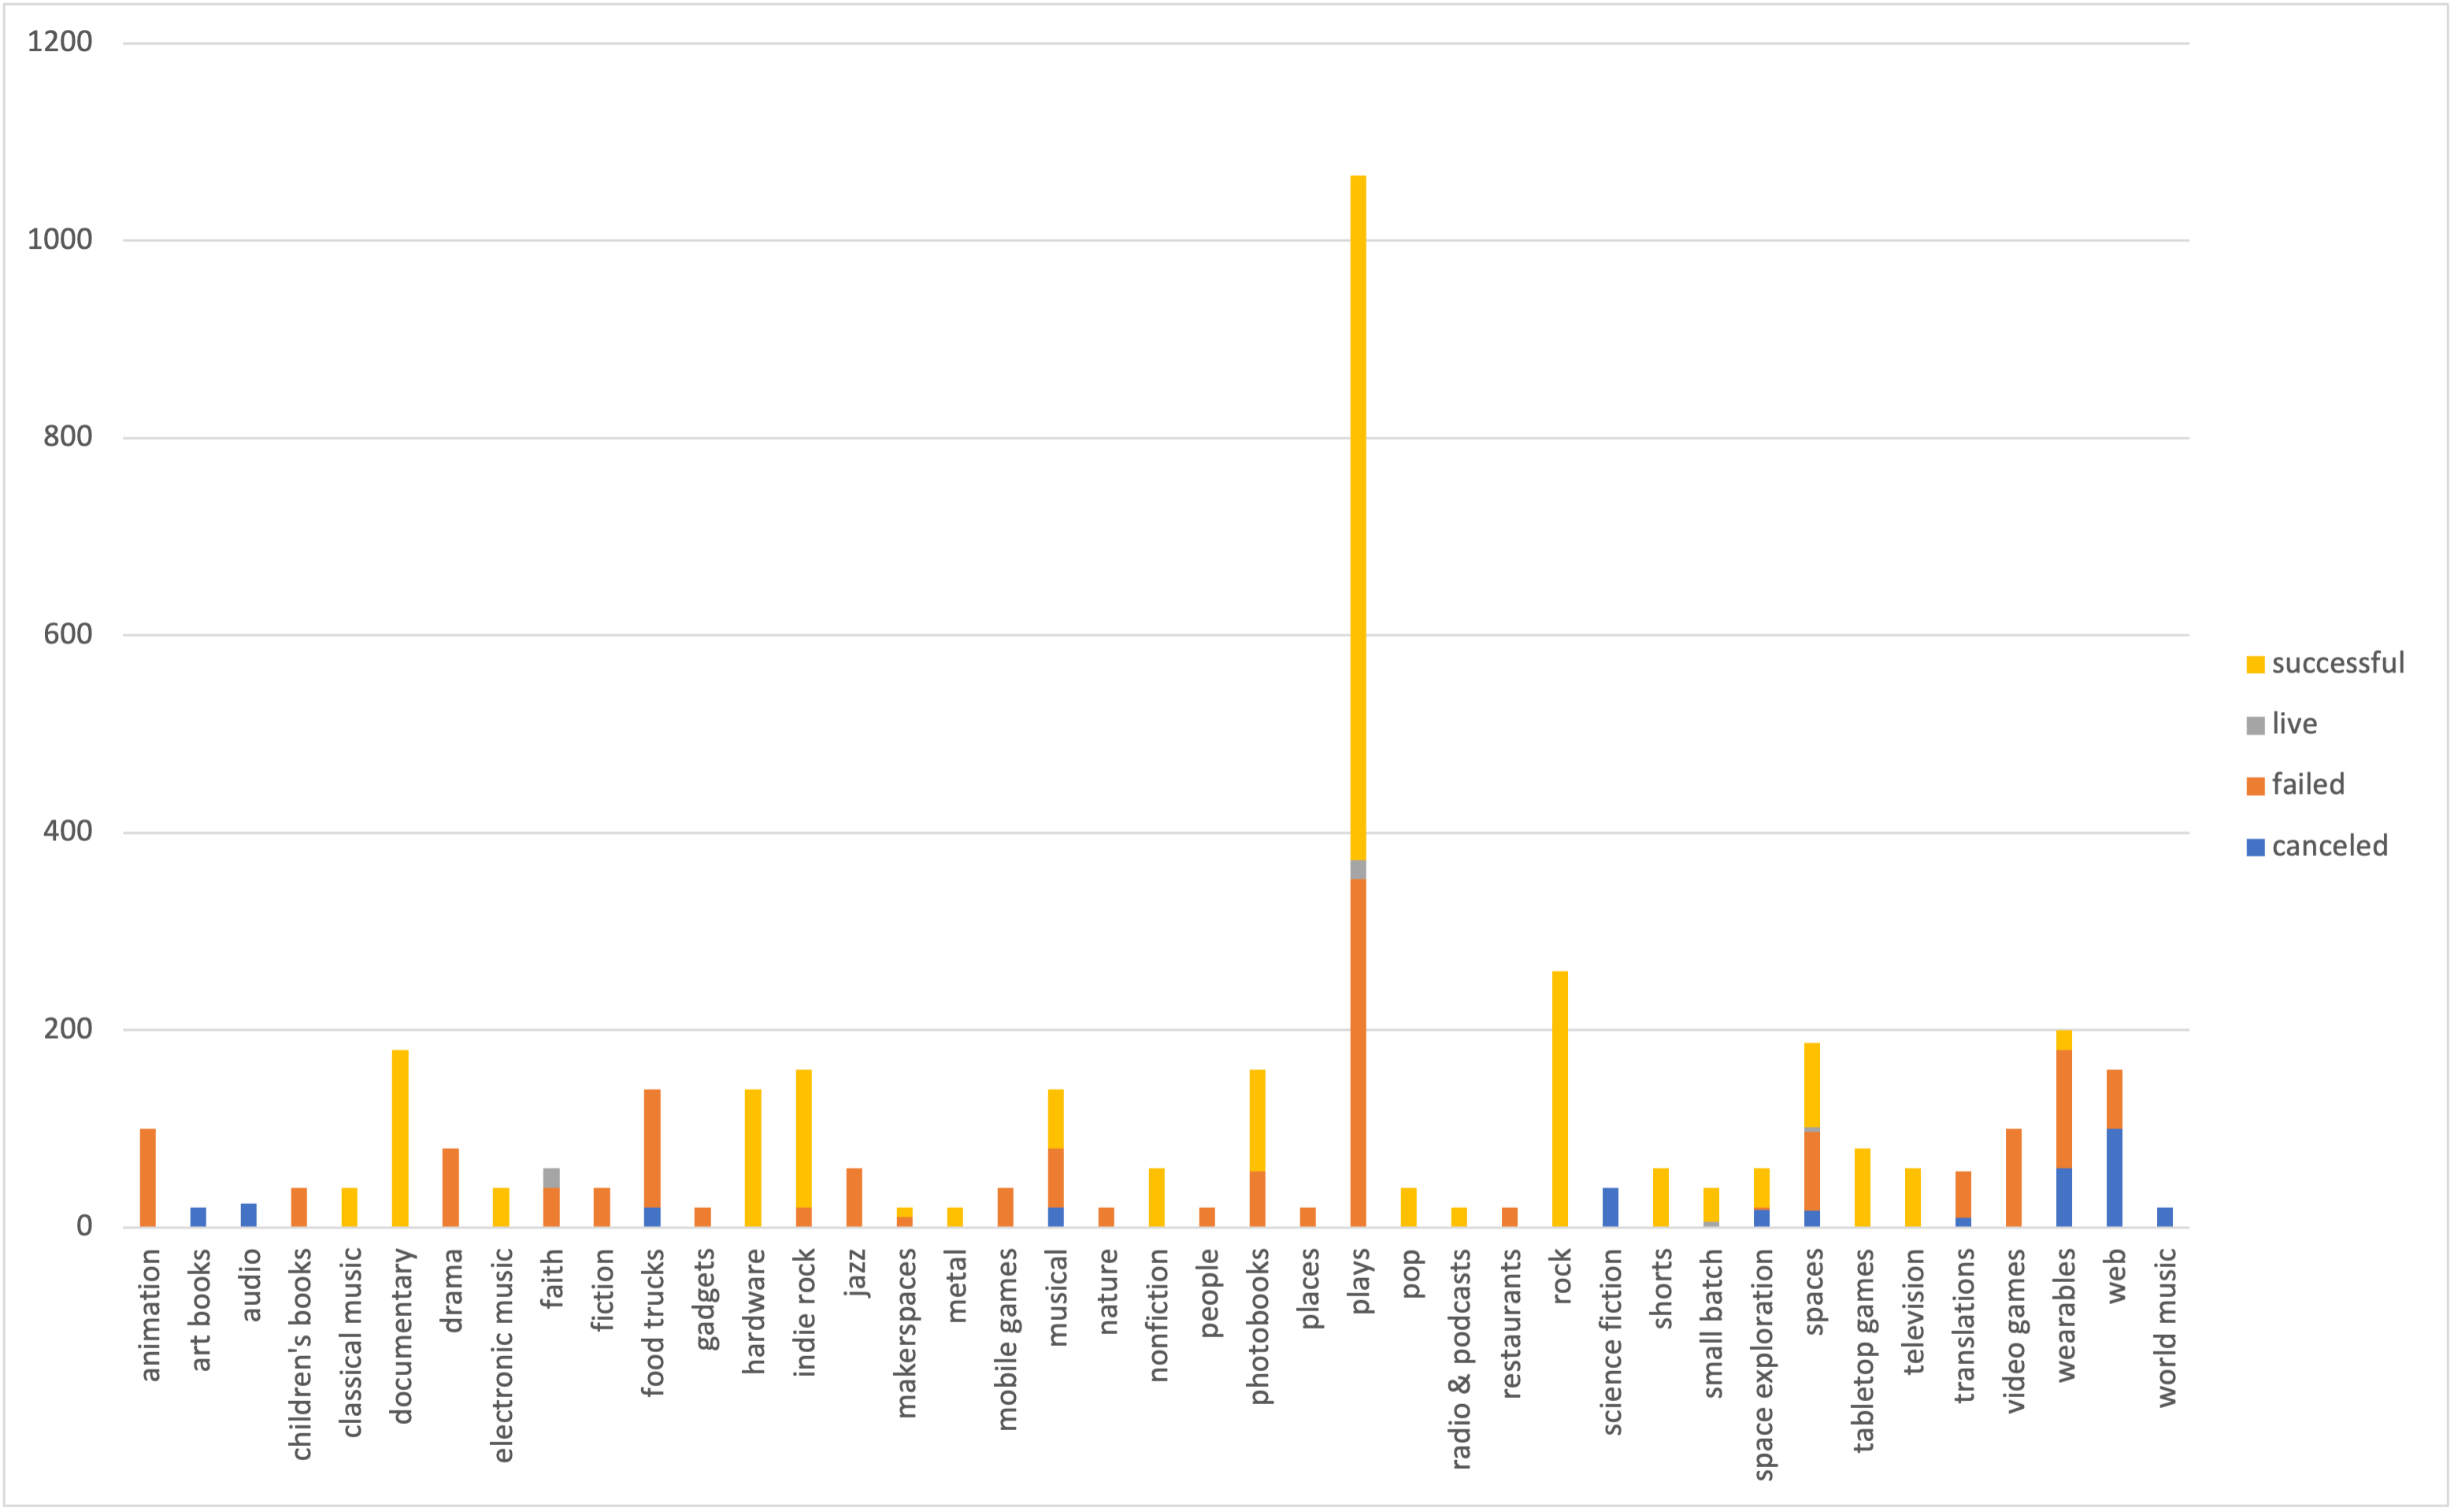 1200
1000
800
600
400
200
0
animation
art books
audio
children's books
classical music
documentary
drama
electronic music
faith
fiction
food trucks
gadgets
hardware
indie rock
jazz
makerspaces
metal
mobile games
musical
nature
nonfiction
people
photobooks
places
plays
pop
radio & podcasts
restaurants
rock
science fiction
shorts
small batch
space exploration
spaces
tabletop games
television
translations
video games
wearables
web
world music
successful
live
failed
canceled